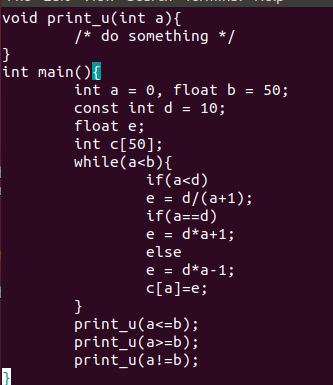 void print_u(int a){
        /* do something */
}
int main(){
        int a = 0, float b = 50;
        const int d = 10;
        float e;
        int c[50];
        while(a<b){
                if(a<d)
                e = d/(a+1);
                if(a==d)
                e = d*a+1;
                else
                e = d*a-1;
                c[a]=e;
        }
        print_u(a<=b);
        print_u(a>=b);
        print_u(a!=b);
}